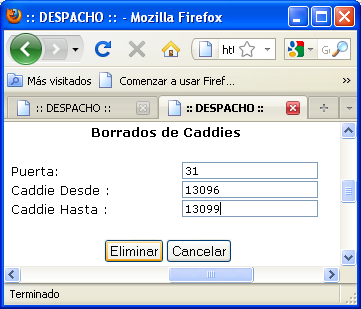 :: DESPACHO :: - Mozilla Firefox
htt
Go
Más visitados Comenzar a usar Firef...
:: DESPACHO :: :: DESPACHO ::
Borrados de Caddies
Puerta: 31
Caddie Desde : 13096
Caddie Hasta : 13099
Eliminar Cancelar
Terminado